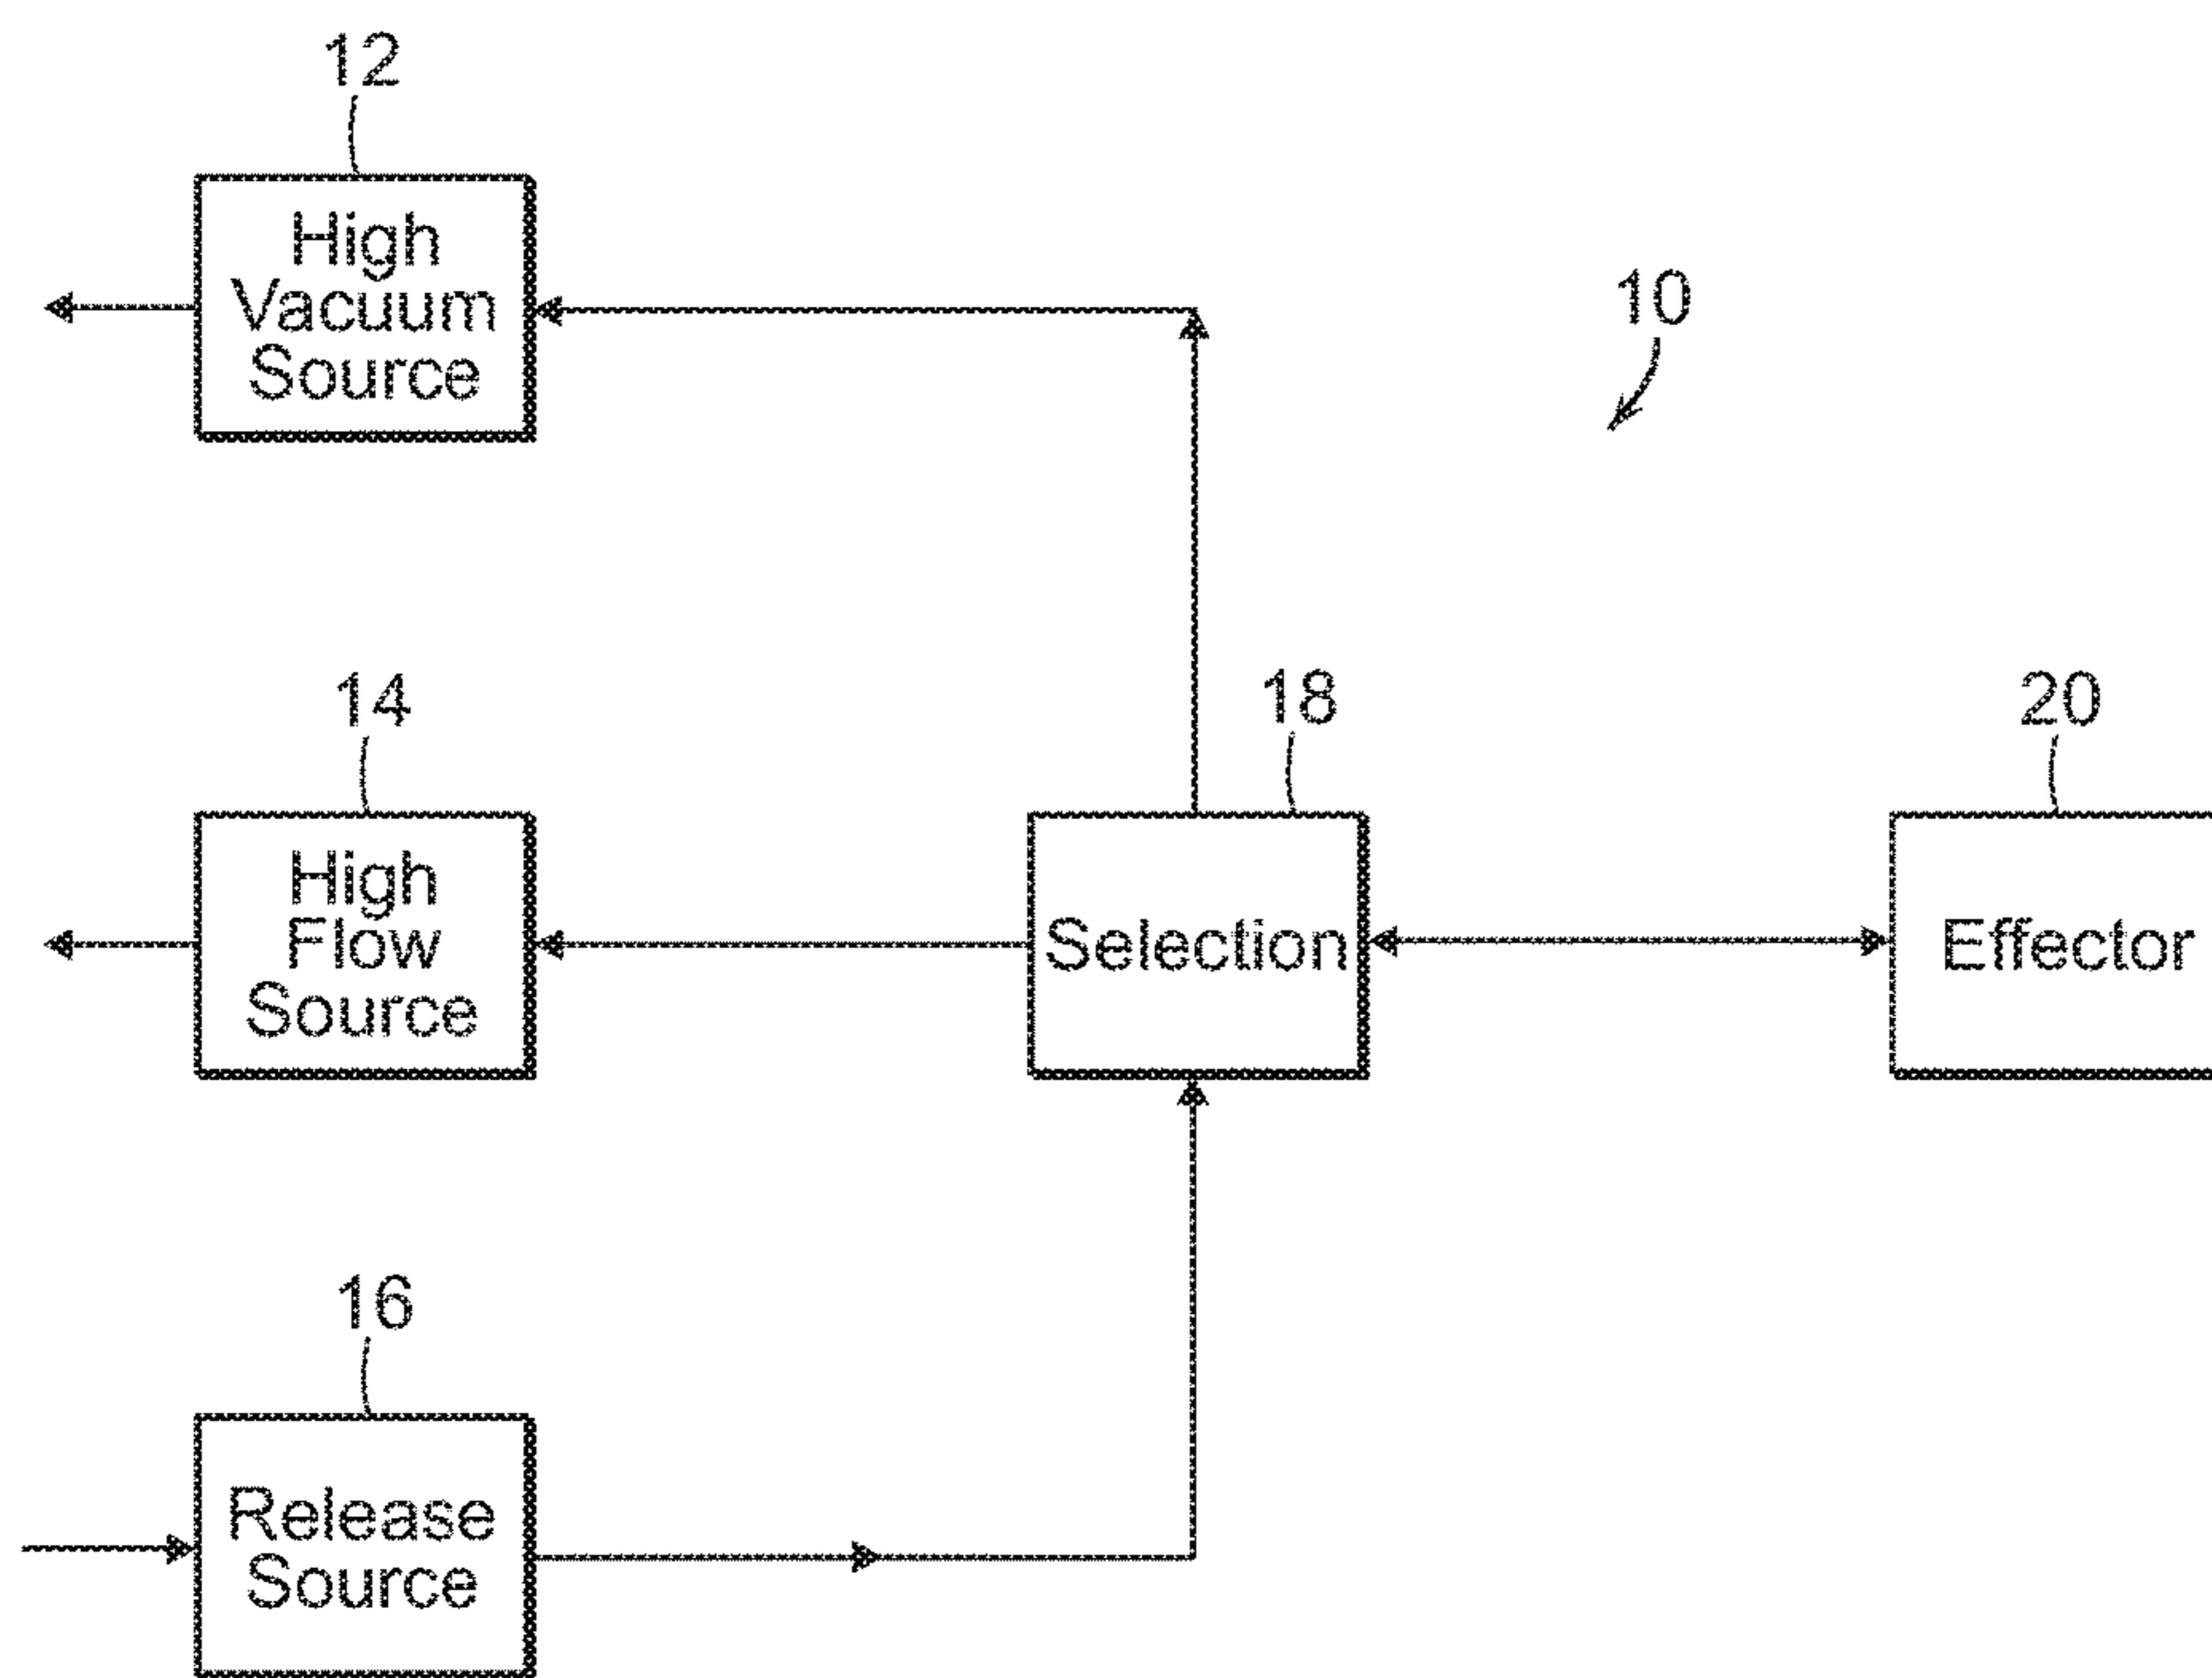 12
High
Vacuum
Source
10
14
High
Flow
Source
18
Selection
20
Effector
16
Release
Source